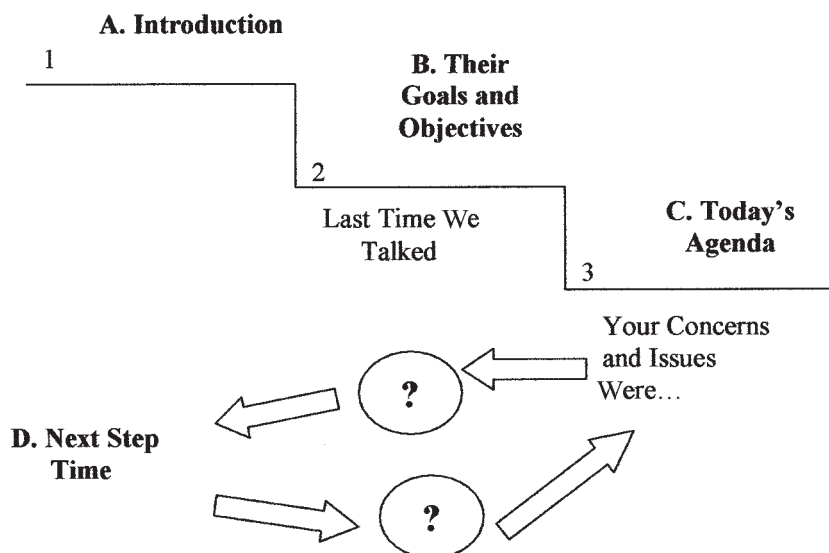 A. Introduction
1
B. Their
Goals and
Objectives
2
Last Time We
Talked
C. Today's
Agenda
3
Your Concerns
and Issues
Were…
?
D. Next Step
Time
?